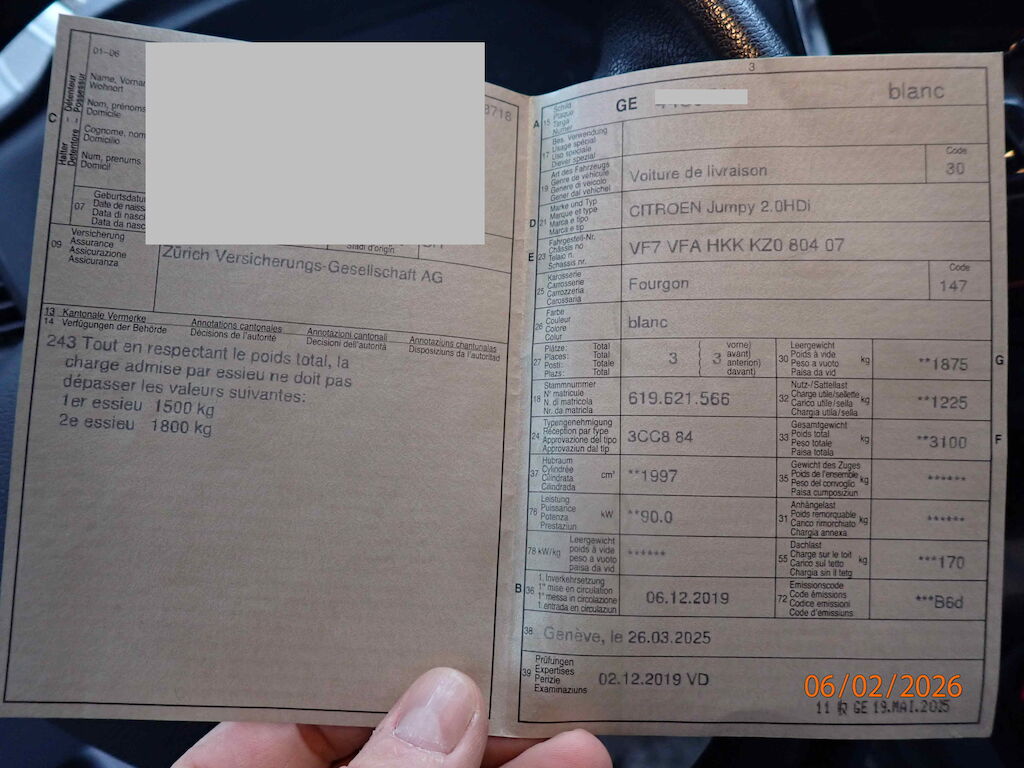 01-06
Détenteur
Possessur
Halter
Detentore
C
Name, Vorna
Wohnort
Nom, prénoms
Domicile
Cognome, nom
Domicilio
Num, prenums
Domicil
3718
07
Geburtsdatu
Date de naiss
Data di nasc
Data da nasc
Stadi d'origin
09
Versicherung
Assurance
Assicurazione
Assicuranza
Zürich Versicherungs-Gesellschaft AG
13 Kantonale Vermerke Annotations cantonales Annotazioni cantonali Annotaziuns chantunalas
14 Verfügungen der Behörde Décisions de l'autorité Decisioni dell'autorità Disposiziuns da l'autoritad
243 Tout en respectant le poids total, la
charge admise par essieu ne doit pas
dépasser les valeurs suivantes:
1er essieu 1500 kg
2e essieu 1800 kg
3
A 15
Schild
Plaque
Targa
Numer
GE
blanc
17
Bes. Verwendung
Usage spécial
Uso speciale
Diever spezial
19
Art des Fahrzeugs
Genre de véhicule
Genere di veicolo
Gener dal vehichel
Voiture de livraison
Code
30
D 21
Marke und Typ
Marque et type
Marca e tipo
Marca e tip
CITROEN Jumpy 2.0HDi
E 23
Fahrgestell-Nr.
Châssis no
Telaio n.
Schassis nr.
VF7 VFA HKK KZ0 804 07
25
Karosserie
Carrosserie
Carrozzeria
Carossaria
Fourgon
Code
147
26
Farbe
Couleur
Colore
Colur
blanc
27
Plätze: Total
Places: Total
Posti: Totale
Plazs: Total
3
3
vorne)
avant)
anteriori)
davant)
30
Leergewicht
Poids à vide
Peso a vuoto
Paisa da vid
kg
**1875
G
18
Stammnummer
N° matricule
N. di matricola
Nr. da matricla
619.621.566
32
Nutz-/Sattellast
Charge utile/sellette
Carico utile/sella
Chargia utila/sella
kg
**1225
24
Typengenehmigung
Réception par type
Approvazione del tipo
Approvaziun dal tip
3CC8 84
33
Gesamtgewicht
Poids total
Peso totale
Paisa totala
kg
**3100
F
37
Hubraum
Cylindrée
Cilindrata
Cilindrada
cm³
**1997
35
Gewicht des Zuges
Poids de l'ensemble
Peso del convoglio
Paisa cumposiziun
kg
******
76
Leistung
Puissance
Potenza
Prestaziun
kW
**90.0
31
Anhängelast
Poids remorquable
Carico rimorchiato
Chargia annexa
kg
******
78 kW/kg
Leergewicht
poids à vide
peso a vuoto
paisa da vid
******
55
Dachlast
Charge sur le toit
Carico sul tetto
Chargia sin il tetg
kg
***170
B 36
1. Inverkehrsetzung
1re mise en circulation
1a messa in circolazione
1. entrada en circulaziun
06.12.2019
72
Emissionscode
Code émissions
Codice emissioni
Code d'emissiuns
***B6d
38
Genève, le 26.03.2025
39
Prüfungen
Expertises
Perizie
Examinaziuns
02.12.2019 VD
06/02/2026
11 R GE 19.MAI.2025